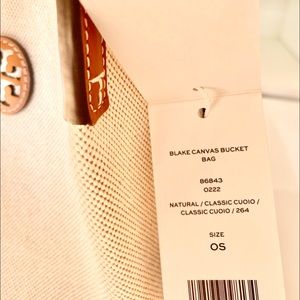 BLAKE CANVAS BUCKET
BAG
86843
0222
NATURAL / CLASSIC CUOIO /
CLASSIC CUOIO / 264
SIZE
OS